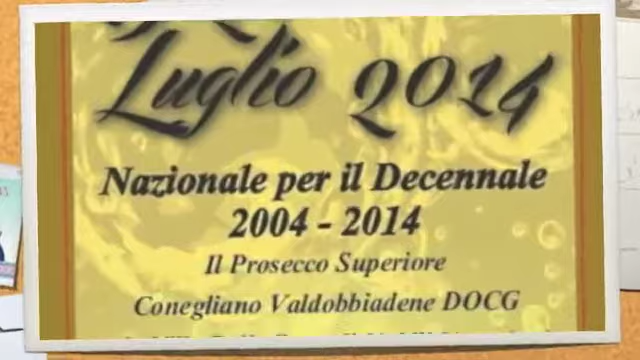 Luglio 2014
Nazionale per il Decennale
2004 - 2014
Il Prosecco Superiore
Conegliano Valdobbiadene DOCG